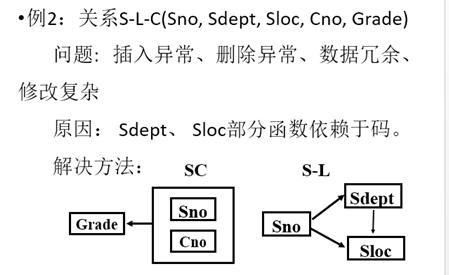 •例2：关系S-L-C(Sno, Sdept, Sloc, Cno, Grade)
问题: 插入异常、删除异常、数据冗余、
修改复杂
原因： Sdept、 Sloc部分函数依赖于码。
解决方法：
SC
S-L
Grade
Sno
Cno
Sno
Sdept
Sloc